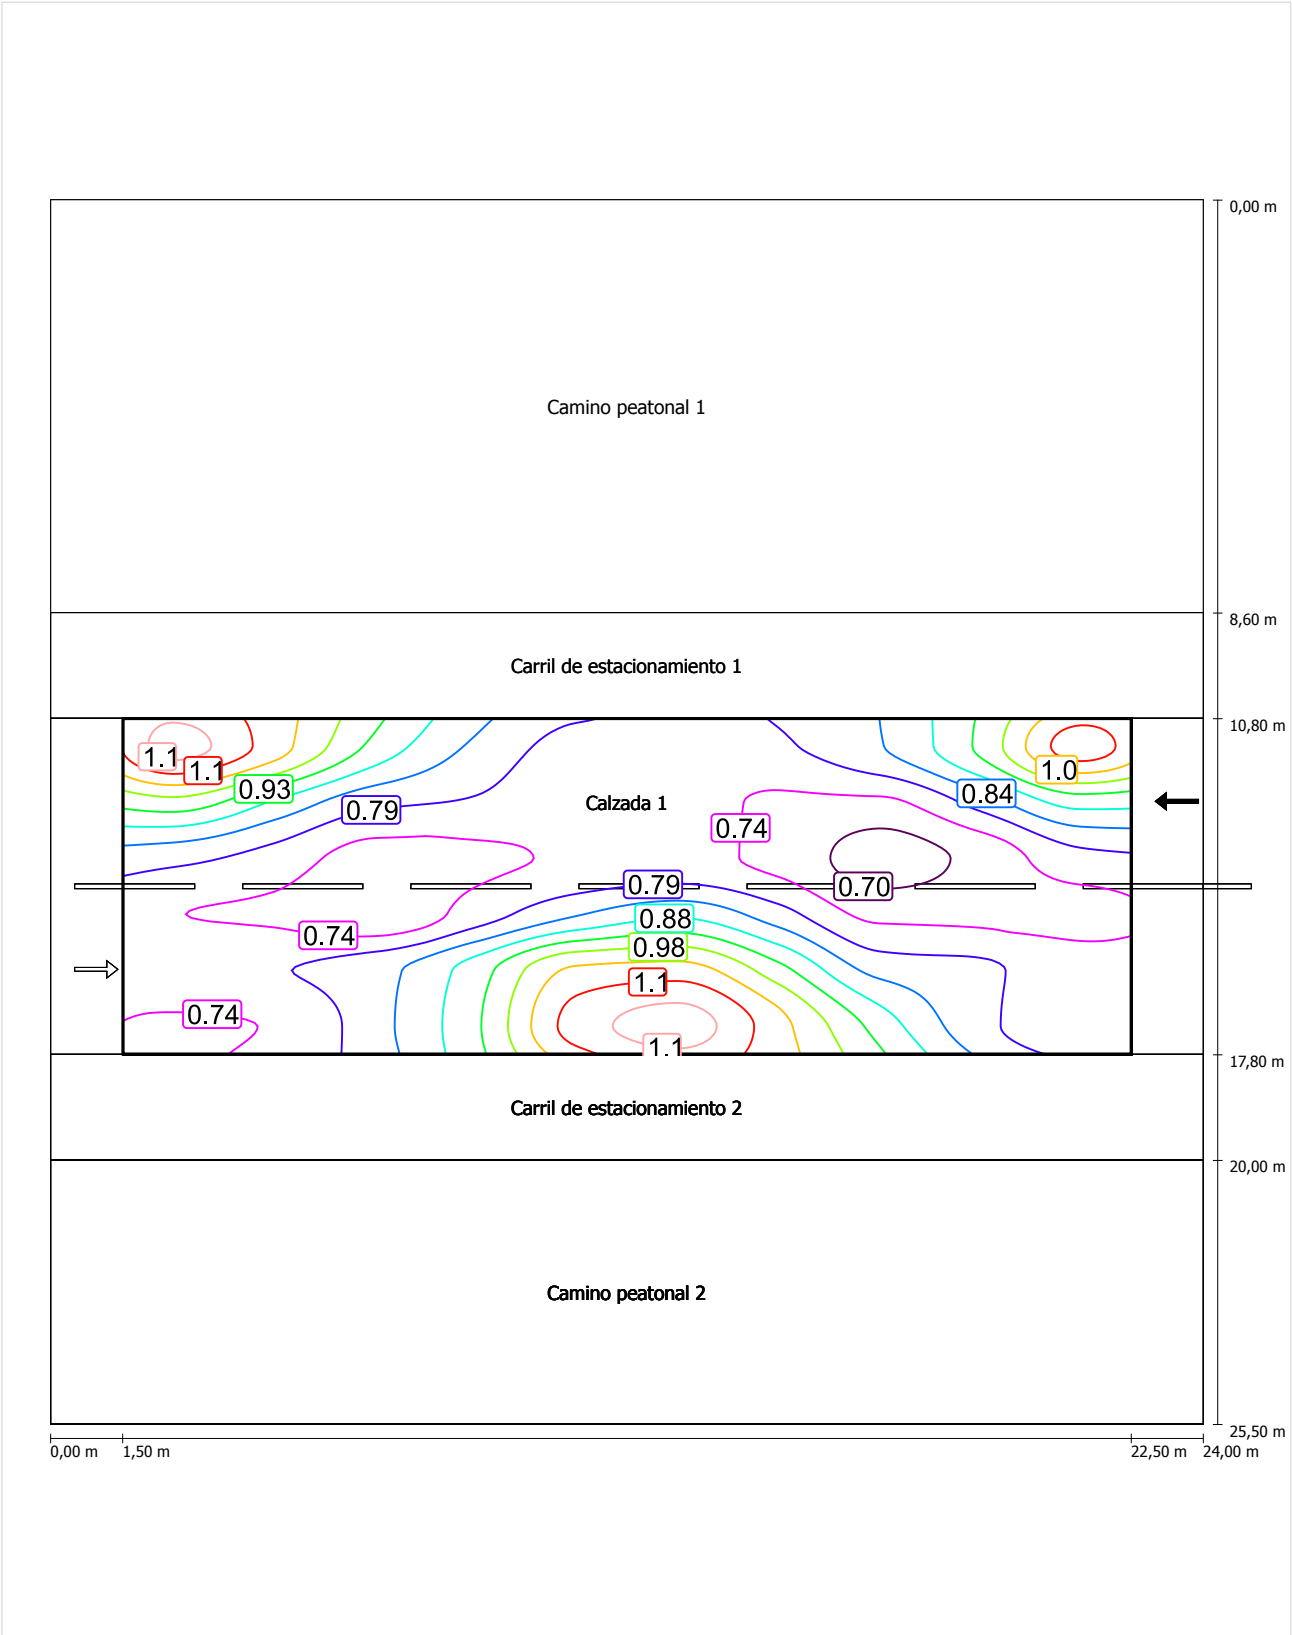 0,00 m
Camino peatonal 1
8,60 m
Carril de estacionamiento 1
10,80 m
1.1
1.1
1.0
0.93
0.84
0.79
Calzada 1
0.74
0.79
0.70
0.88
0.74
0.98
1.1
0.74
1.1
17,80 m
Carril de estacionamiento 2
20,00 m
Camino peatonal 2
25,50 m
0,00 m
1,50 m
22,50 m
24,00 m